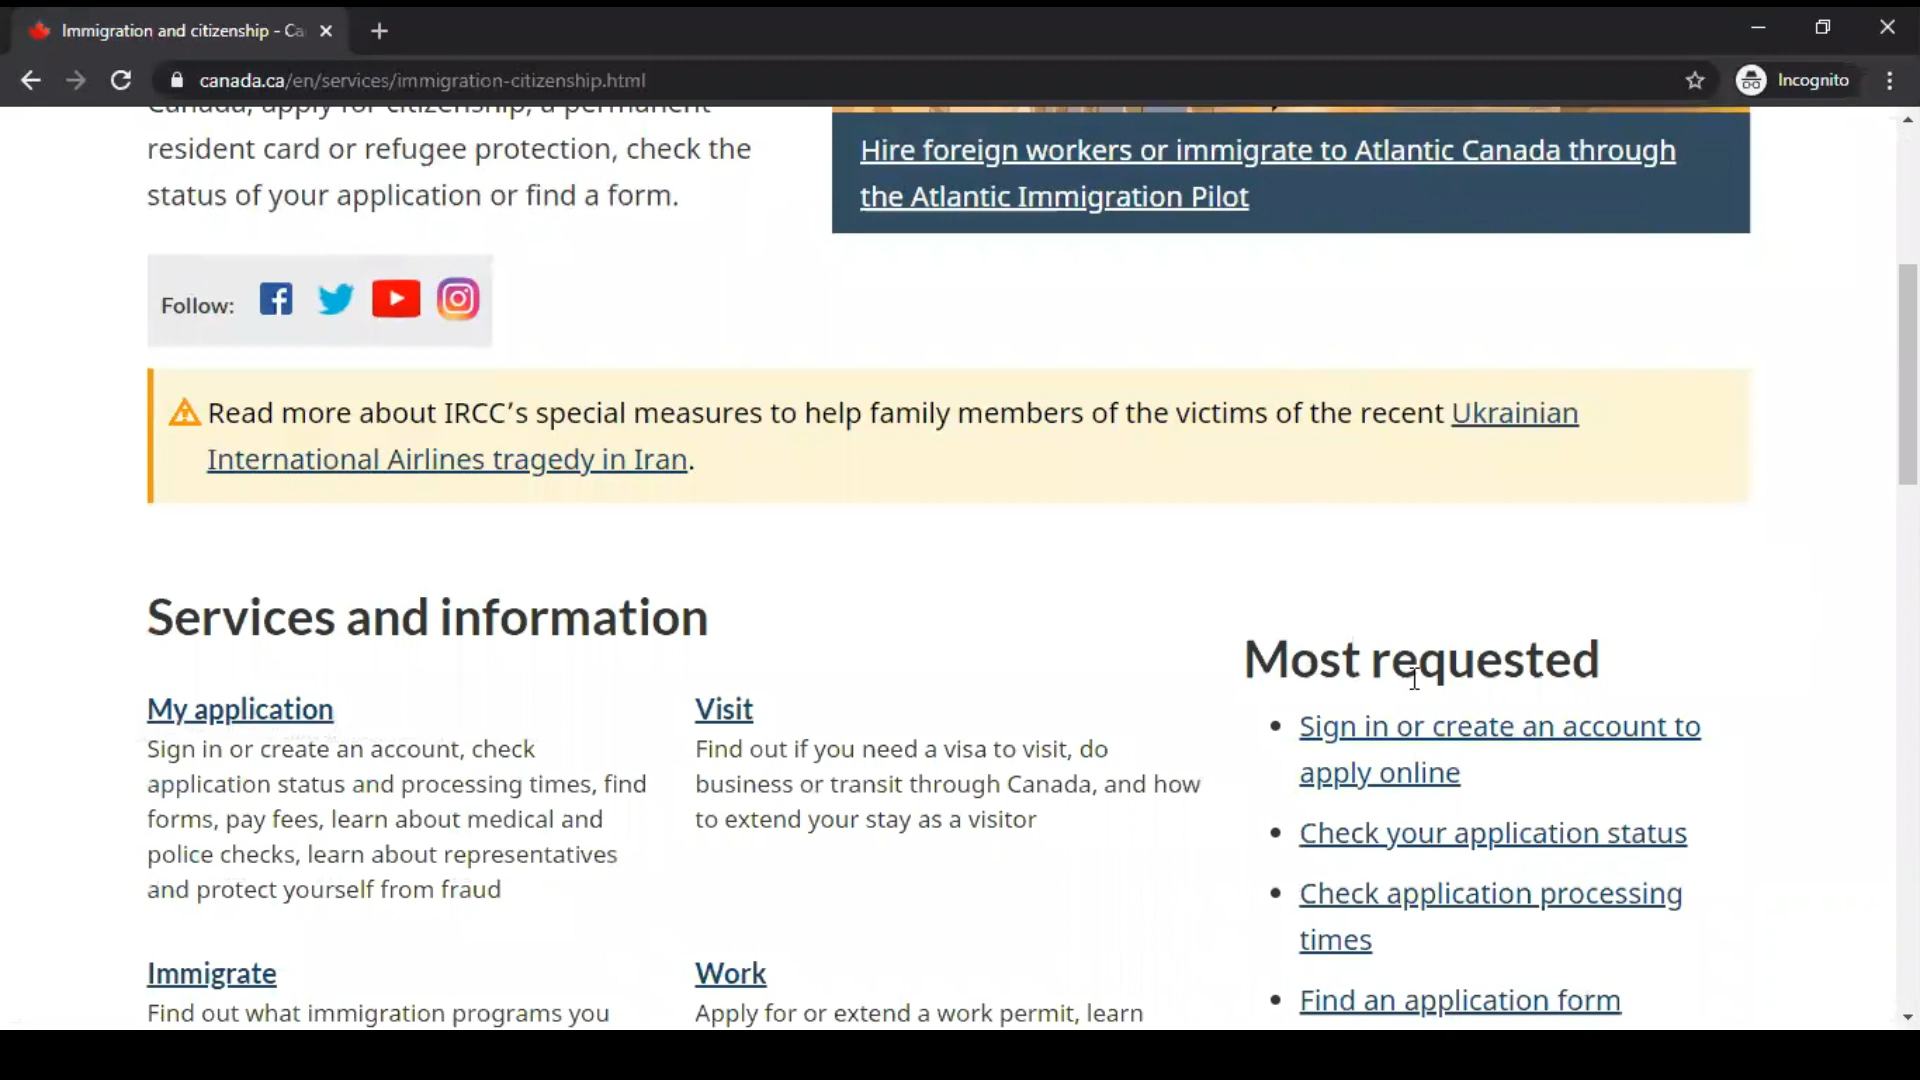 Immigration and citizenship - Ca
canada.ca/en/services/immigration-citizenship.html
Incognito
Canada, apply for citizenship, a permanent
resident card or refugee protection, check the
status of your application or find a form.
Hire foreign workers or immigrate to Atlantic Canada through
the Atlantic Immigration Pilot
Follow:
Read more about IRCC’s special measures to help family members of the victims of the recent Ukrainian
International Airlines tragedy in Iran.
Services and information
My application
Sign in or create an account, check
application status and processing times, find
forms, pay fees, learn about medical and
police checks, learn about representatives
and protect yourself from fraud
Visit
Find out if you need a visa to visit, do
business or transit through Canada, and how
to extend your stay as a visitor
Immigrate
Find out what immigration programs you
Work
Apply for or extend a work permit, learn
Most requested
Sign in or create an account to
apply online
Check your application status
Check application processing
times
Find an application form